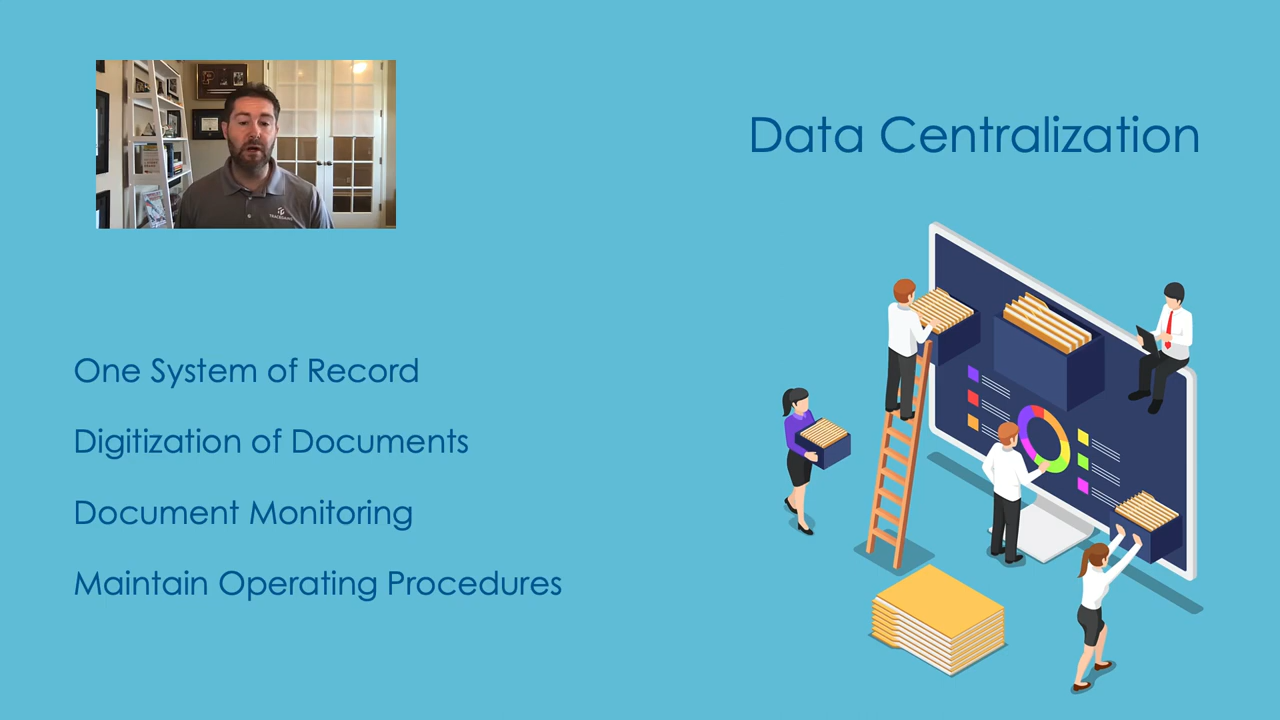 Data Centralization
One System of Record
Digitization of Documents
Document Monitoring
Maintain Operating Procedures